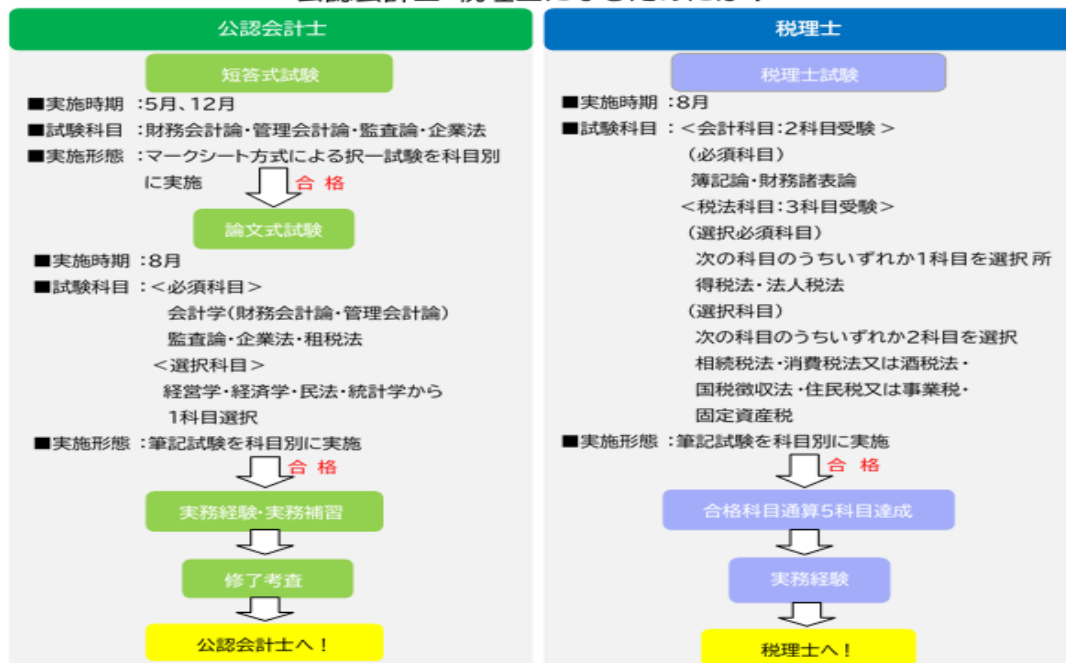 公認会計士
短答式試験
■実施時期 :5月、12月
■試験科目 :財務会計論・管理会計論・監査論・企業法
■実施形態 :マークシート方式による択一試験を科目別
に実施
合 格
論文式試験
■実施時期 :8月
■試験科目 :<必須科目>
会計学(財務会計論・管理会計論)
監査論・企業法・租税法
<選択科目>
経営学・経済学・民法・統計学から
1科目選択
■実施形態 :筆記試験を科目別に実施
合 格
実務経験・実務補習
修了考査
公認会計士へ!
税理士
税理士試験
■実施時期 :8月
■試験科目 :<会計科目:2科目受験>
(必須科目)
簿記論・財務諸表論
<税法科目:3科目受験>
(選択必須科目)
次の科目のうちいずれか1科目を選択 所
得税法・法人税法
(選択科目)
次の科目のうちいずれか2科目を選択
相続税法・消費税法又は酒税法・
国税徴収法・住民税又は事業税・
固定資産税
■実施形態 :筆記試験を科目別に実施
合 格
合格科目通算5科目達成
実務経験
税理士へ!